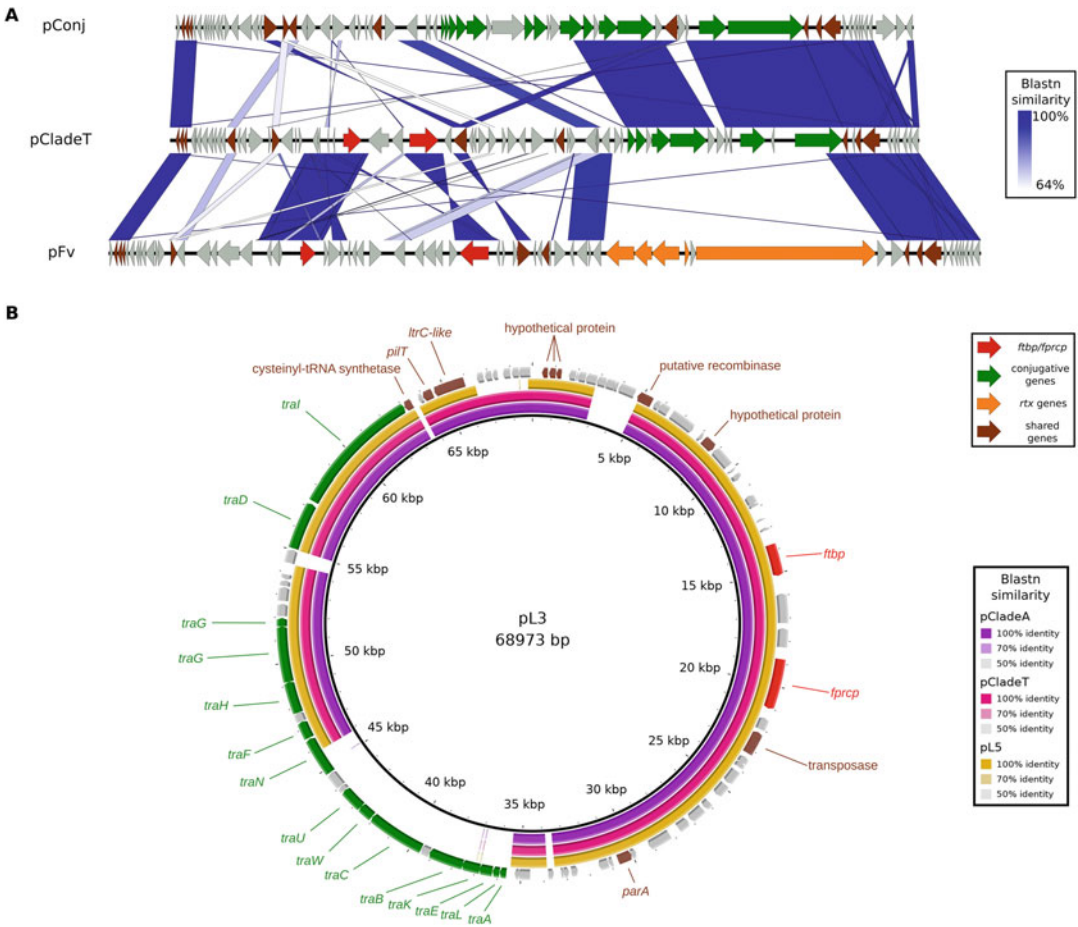 A
pConj
pCladeT
pFv
Blastn
similarity
100%
64%
B
hypothetical protein
ltrC-like
pilT
cysteinyl-tRNA synthetase
putative recombinase
hypothetical protein
traI
traD
traG
traG
traH
traF
traN
traU
traW
traC
traB
traK
traE
traL
traA
parA
transposase
fprcp
ftbp
65 kbp
5 kbp
60 kbp
10 kbp
55 kbp
15 kbp
50 kbp
20 kbp
45 kbp
25 kbp
40 kbp
35 kbp
30 kbp
pL3
68973 bp
ftbp/fprcp
conjugative
genes
rtx genes
shared
genes
Blastn
similarity
pCladeA
100% identity
70% identity
50% identity
pCladeT
100% identity
70% identity
50% identity
pL5
100% identity
70% identity
50% identity